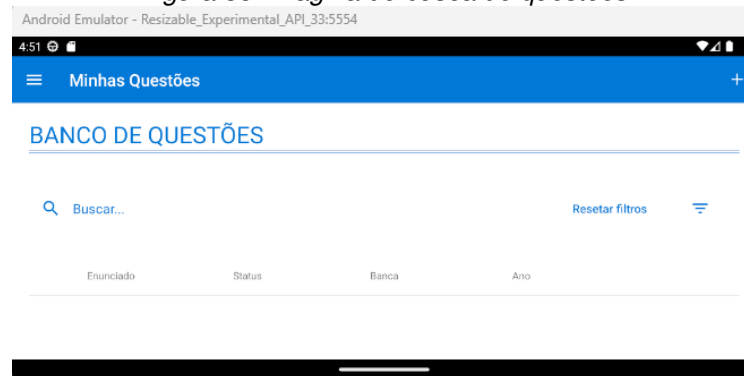 Android Emulator - Resizable_Experimental_API_33:5554
4:51
Minhas Questões
BANCO DE QUESTÕES
Buscar... Resetar filtros
Enunciado Status Banca Ano